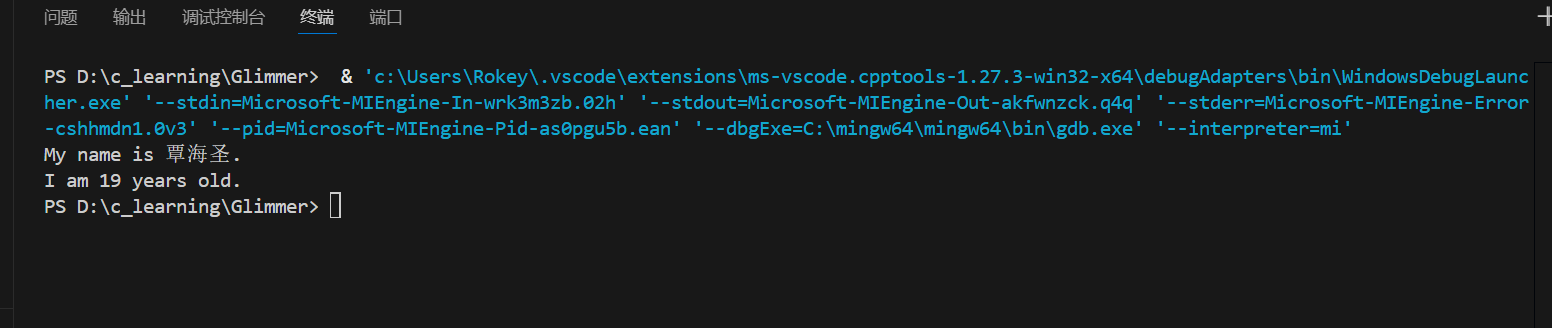 问题 输出 调试控制台 终端 端口
PS D:\c_learning\Glimmer>  & 'c:\Users\Rokey\.vscode\extensions\ms-vscode.cpptools-1.27.3-win32-x64\debugAdapters\bin\WindowsDebugLaunc
her.exe' '--stdin=Microsoft-MIEngine-In-wrk3m3zb.02h' '--stdout=Microsoft-MIEngine-Out-akfwnzck.q4q' '--stderr=Microsoft-MIEngine-Error
-cshhmdn1.0v3' '--pid=Microsoft-MIEngine-Pid-as0pgu5b.ean' '--dbgExe=C:\mingw64\mingw64\bin\gdb.exe' '--interpreter=mi'
My name is 覃海圣.
I am 19 years old.
PS D:\c_learning\Glimmer>